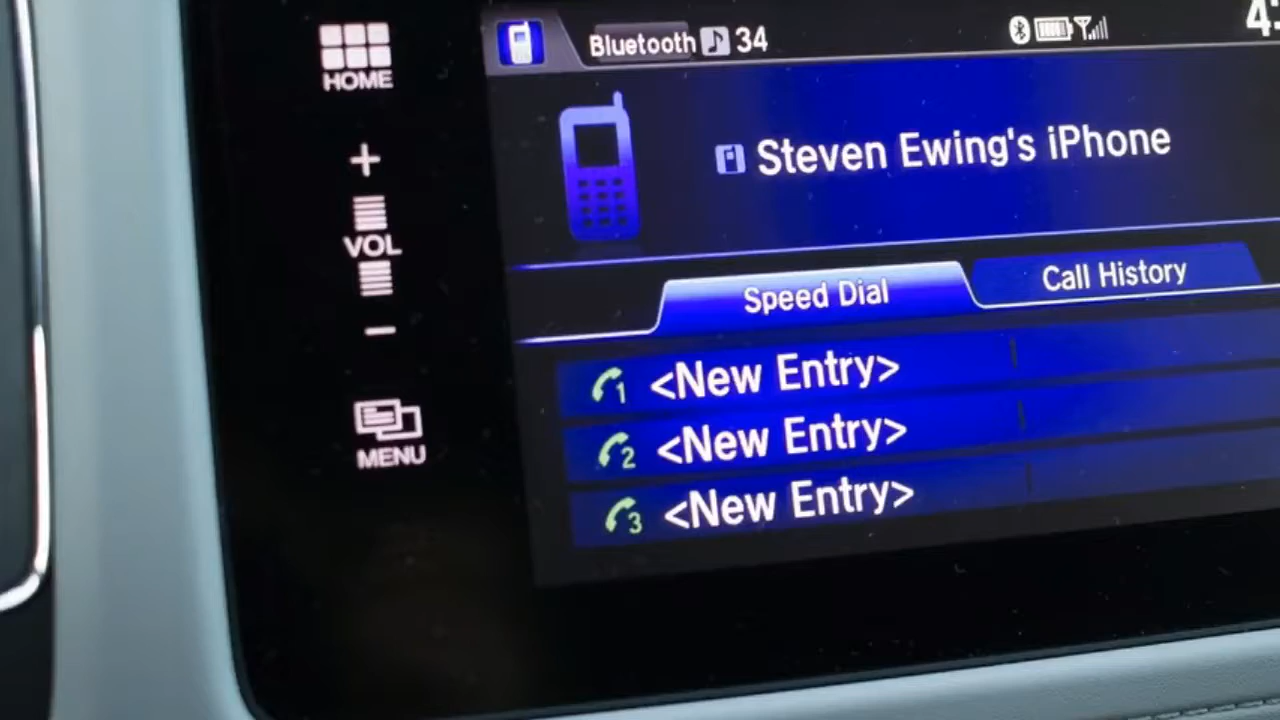 HOME
Bluetooth 34
+
VOL
-
MENU
Steven Ewing's iPhone
Speed Dial
Call History
1 <New Entry>
2 <New Entry>
3 <New Entry>